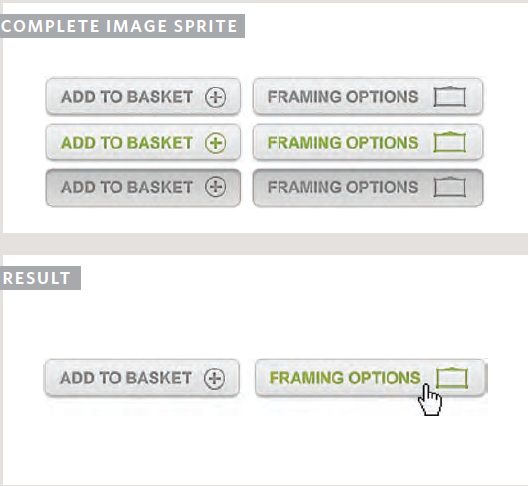 COMPLETE IMAGE SPRITE
ADD TO BASKET FRAMING OPTIONS
ADD TO BASKET FRAMING OPTIONS
ADD TO BASKET FRAMING OPTIONS
RESULT
ADD TO BASKET FRAMING OPTIONS